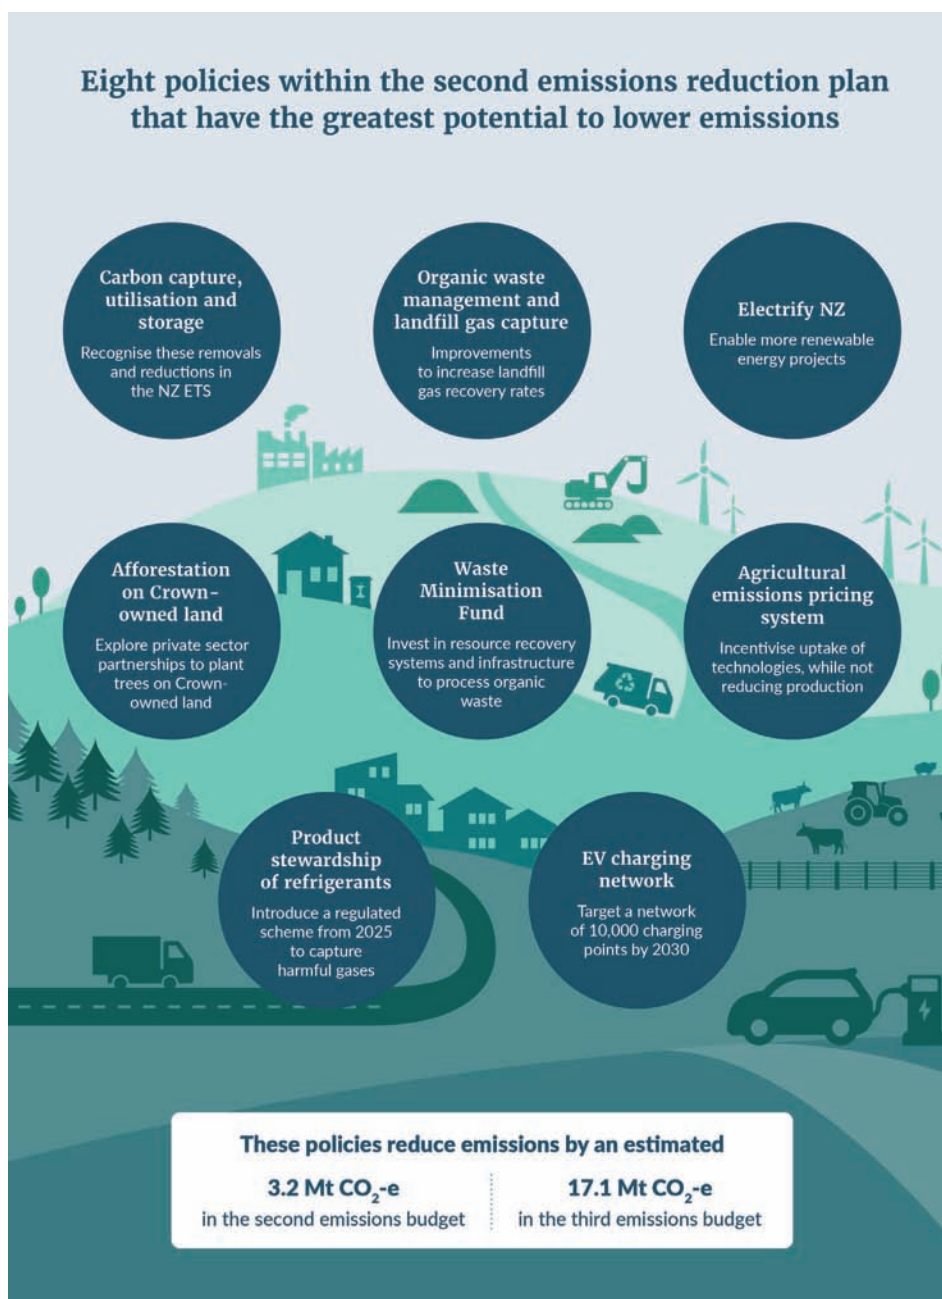 Eight policies within the second emissions reduction plan
that have the greatest potential to lower emissions
Carbon capture,
utilisation and
storage
Recognise these removals
and reductions in
the NZ ETS
Organic waste
management and
landfill gas capture
Improvements
to increase landfill
gas recovery rates
Electrify NZ
Enable more renewable
energy projects
Afforestation
on Crown-
owned land
Explore private sector
partnerships to plant
trees on Crown-
owned land
Waste
Minimisation
Fund
Invest in resource recovery
systems and infrastructure
to process organic
waste
Agricultural
emissions pricing
system
Incentivise uptake of
technologies, while not
reducing production
Product
stewardship
of refrigerants
Introduce a regulated
scheme from 2025
to capture
harmful gases
EV charging
network
Target a network
of 10,000 charging
points by 2030
These policies reduce emissions by an estimated
3.2 Mt CO₂-e
in the second emissions budget
17.1 Mt CO₂-e
in the third emissions budget